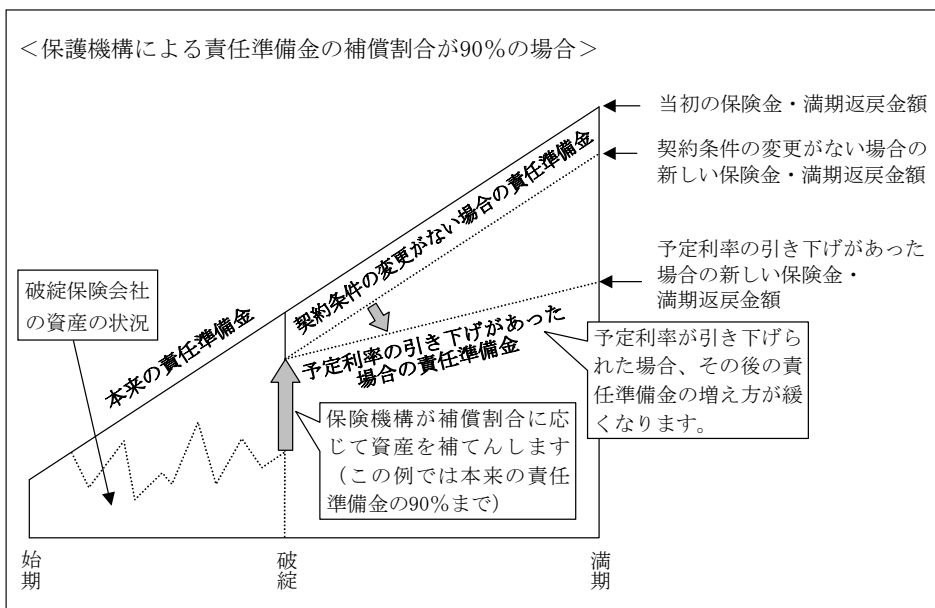 ＜保護機構による責任準備金の補償割合が90％の場合＞
当初の保険金・満期返戻金額
契約条件の変更がない場合の
新しい保険金・満期返戻金額
予定利率の引き下げがあった
場合の新しい保険金・
満期返戻金額
破綻保険会社
の資産の状況
本来の責任準備金
契約条件の変更がない場合の責任準備金
予定利率の引き下げがあった
場合の責任準備金
予定利率が引き下げら
れた場合、その後の責
任準備金の増え方が緩
くなります。
保険機構が補償割合に応
じて資産を補てんします
（この例では本来の責任
準備金の90％まで）
始期
破綻
満期